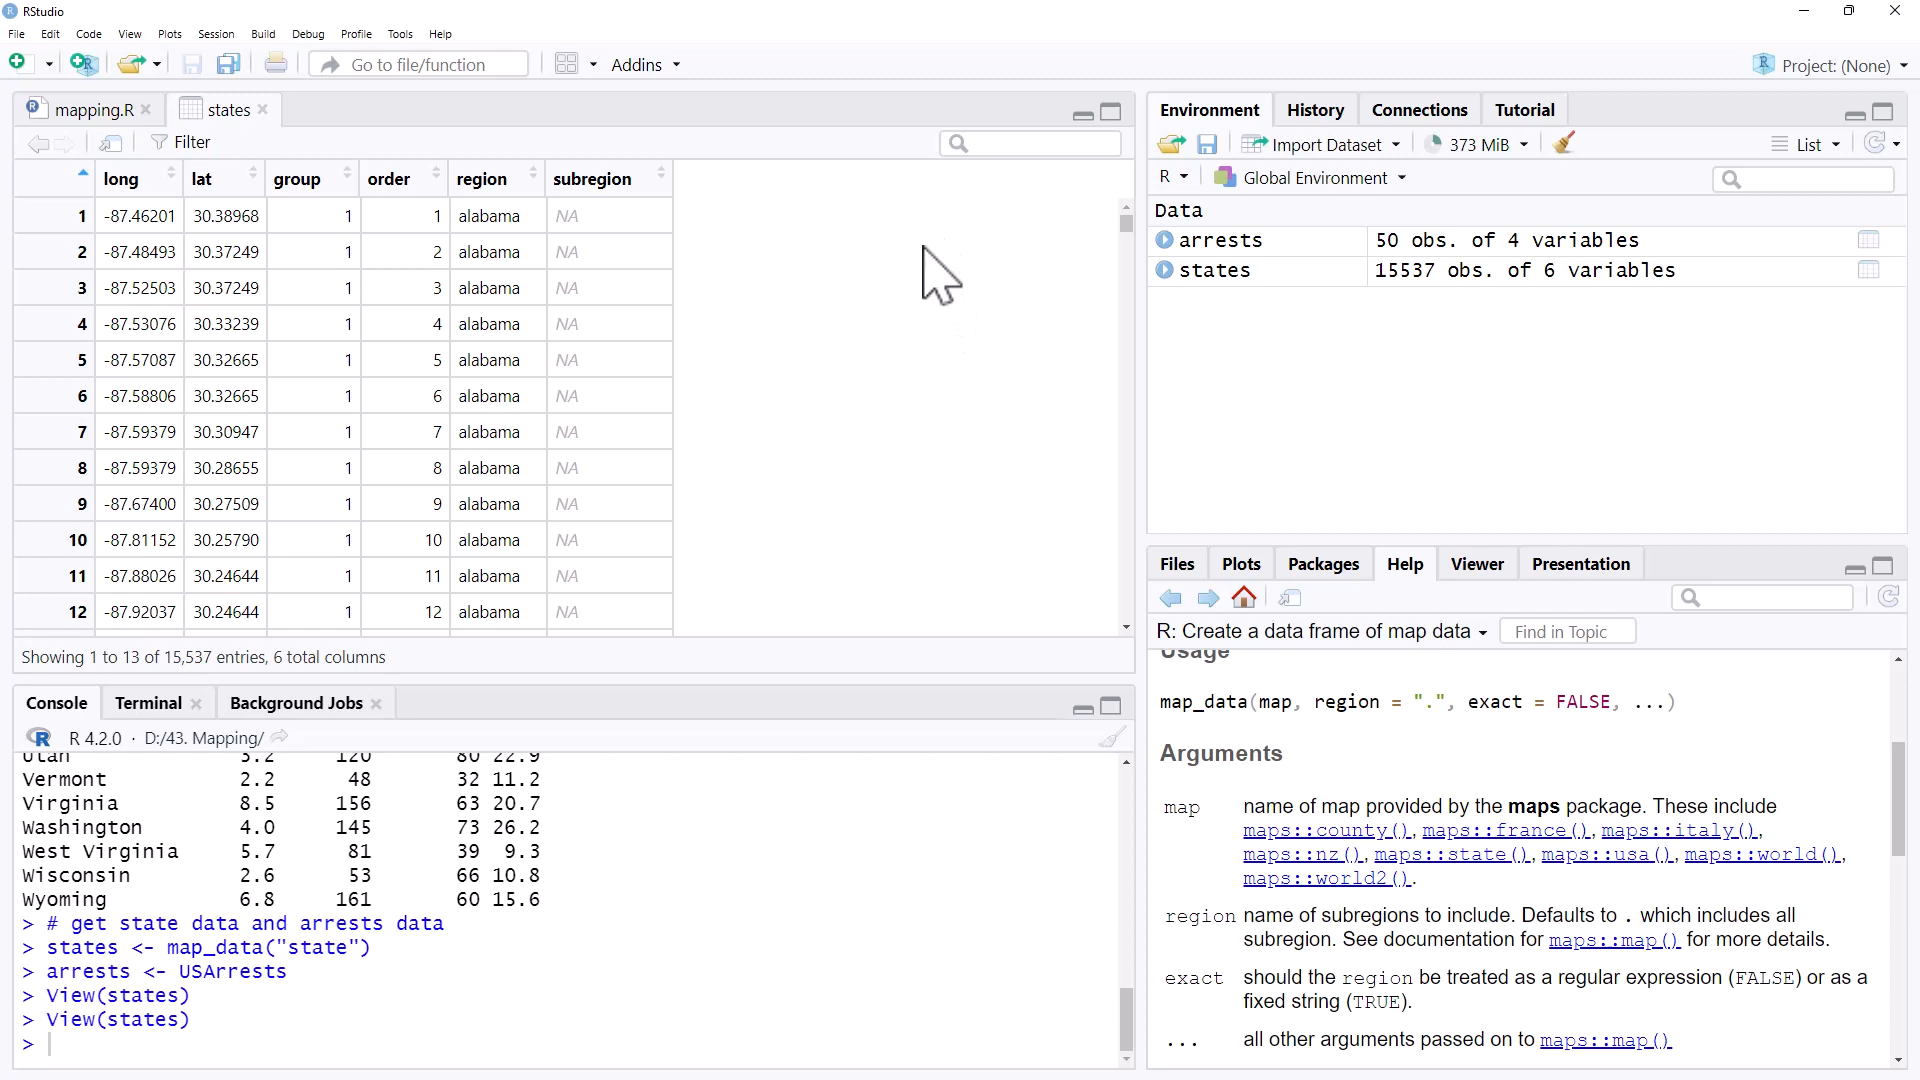 RStudio
File Edit Code View Plots Session Build Debug Profile Tools Help
Go to file/function Addins Project: (None)
mapping.R states
Filter
long lat group order region subregion
1 -87.46201 30.38968 1 1 alabama NA
2 -87.48493 30.37249 1 2 alabama NA
3 -87.52503 30.37249 1 3 alabama NA
4 -87.53076 30.33239 1 4 alabama NA
5 -87.57087 30.32665 1 5 alabama NA
6 -87.58806 30.32665 1 6 alabama NA
7 -87.59379 30.30947 1 7 alabama NA
8 -87.59379 30.28655 1 8 alabama NA
9 -87.67400 30.27509 1 9 alabama NA
10 -87.81152 30.25790 1 10 alabama NA
11 -87.88026 30.24644 1 11 alabama NA
12 -87.92037 30.24644 1 12 alabama NA
Showing 1 to 13 of 15,537 entries, 6 total columns
Console Terminal Background Jobs
R 4.2.0 · D:/43. Mapping/
Utah 3.2 120 80 22.9
Vermont 2.2 48 32 11.2
Virginia 8.5 156 63 20.7
Washington 4.0 145 73 26.2
West Virginia 5.7 81 39 9.3
Wisconsin 2.6 53 66 10.8
Wyoming 6.8 161 60 15.6
> # get state data and arrests data
> states <- map_data("state")
> arrests <- USArrests
> View(states)
> View(states)
>
Environment History Connections Tutorial
Import Dataset 373 MiB List
R Global Environment
Data
arrests 50 obs. of 4 variables
states 15537 obs. of 6 variables
Files Plots Packages Help Viewer Presentation
R: Create a data frame of map data Find in Topic
Usage
map_data(map, region = ".", exact = FALSE, ...)
Arguments
map name of map provided by the maps package. These include
maps::county(), maps::france(), maps::italy(),
maps::nz(), maps::state(), maps::usa(), maps::world(),
maps::world2().
region name of subregions to include. Defaults to . which includes all
subregion. See documentation for maps::map() for more details.
exact should the region be treated as a regular expression (FALSE) or as a
fixed string (TRUE).
... all other arguments passed on to maps::map()